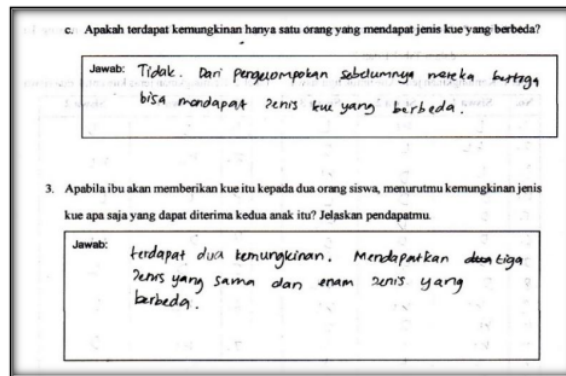 c. Apakah terdapat kemungkinan hanya satu orang yang mendapat jenis kue yang berbeda?
Jawab: Tidak. Dari pengelompokan sebelumnya mereka bertiga
bisa mendapat jenis kue yang berbeda.
3. Apabila ibu akan memberikan kue itu kepada dua orang siswa, menurutmu kemungkinan jenis
kue apa saja yang dapat diterima kedua anak itu? Jelaskan pendapatmu.
Jawab:
terdapat dua kemungkinan. Mendapatkan tiga
jenis yang sama dan enam jenis yang
berbeda.